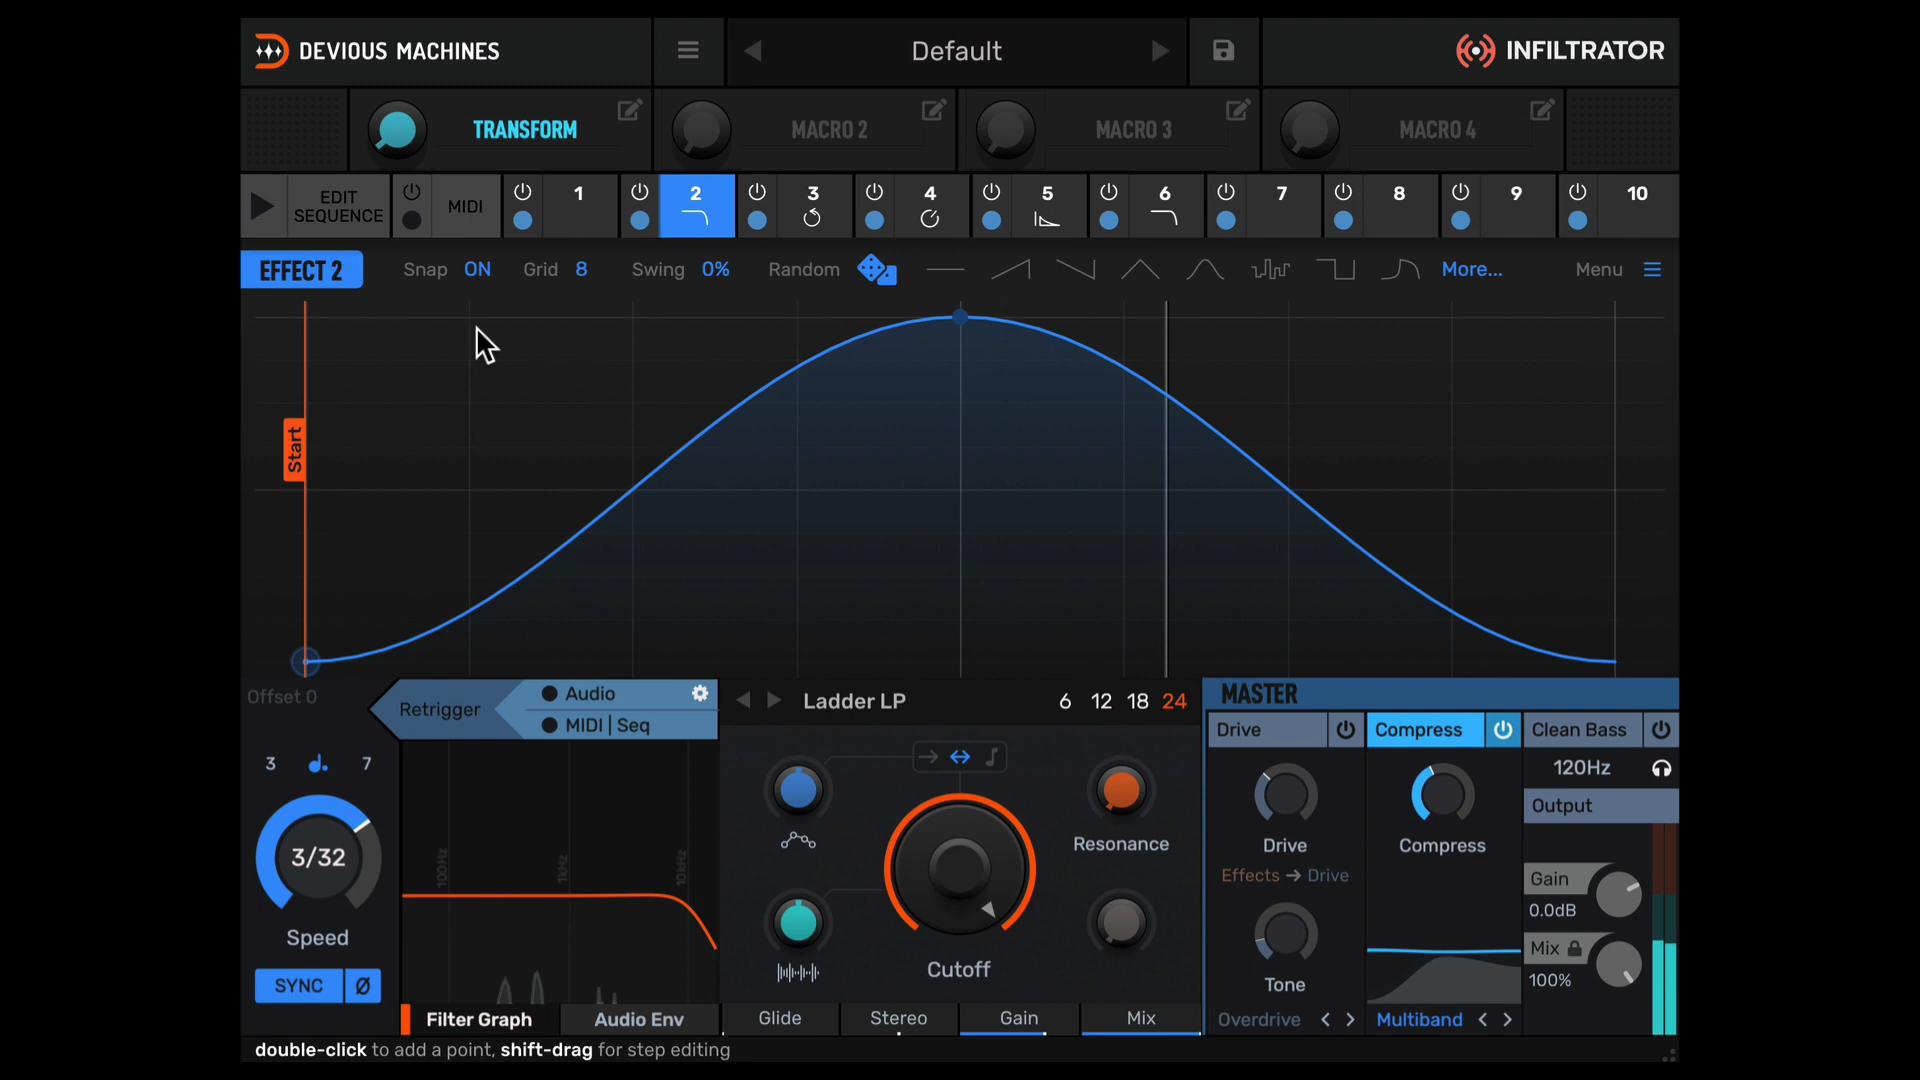 DEVIOUS MACHINES
Default
INFILTRATOR
TRANSFORM
MACRO 2
MACRO 3
MACRO 4
EDIT SEQUENCE
MIDI
1
2
3
4
5
6
7
8
9
10
EFFECT 2
Snap ON
Grid 8
Swing 0%
Random
More...
Menu
Start
Offset 0
Retrigger
Audio
MIDI | Seq
Ladder LP
6 12 18 24
MASTER
Drive
Compress
Clean Bass
3
7
120Hz
Output
3/32
Speed
SYNC Ø
100Hz
1kHz
10kHz
Resonance
Cutoff
Drive
Effects → Drive
Tone
Compress
Gain
0.0dB
Mix
100%
Filter Graph
Audio Env
Glide
Stereo
Gain
Mix
Overdrive
Multiband
double-click to add a point, shift-drag for step editing